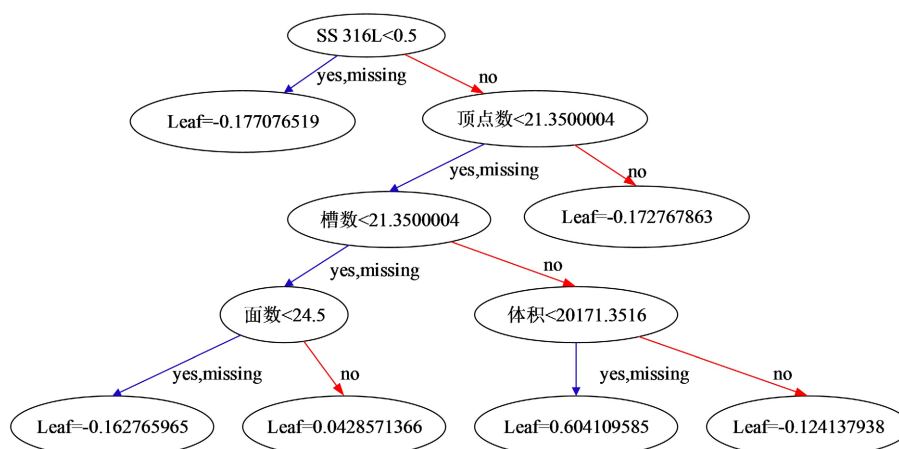 SS 316L<0.5
yes,missing
no
Leaf=-0.177076519
顶点数<21.3500004
yes,missing
no
槽数<21.3500004
Leaf=-0.172767863
yes,missing
no
面数<24.5
体积<20171.3516
yes,missing
no
yes,missing
no
Leaf=-0.162765965
Leaf=0.0428571366
Leaf=0.604109585
Leaf=-0.124137938